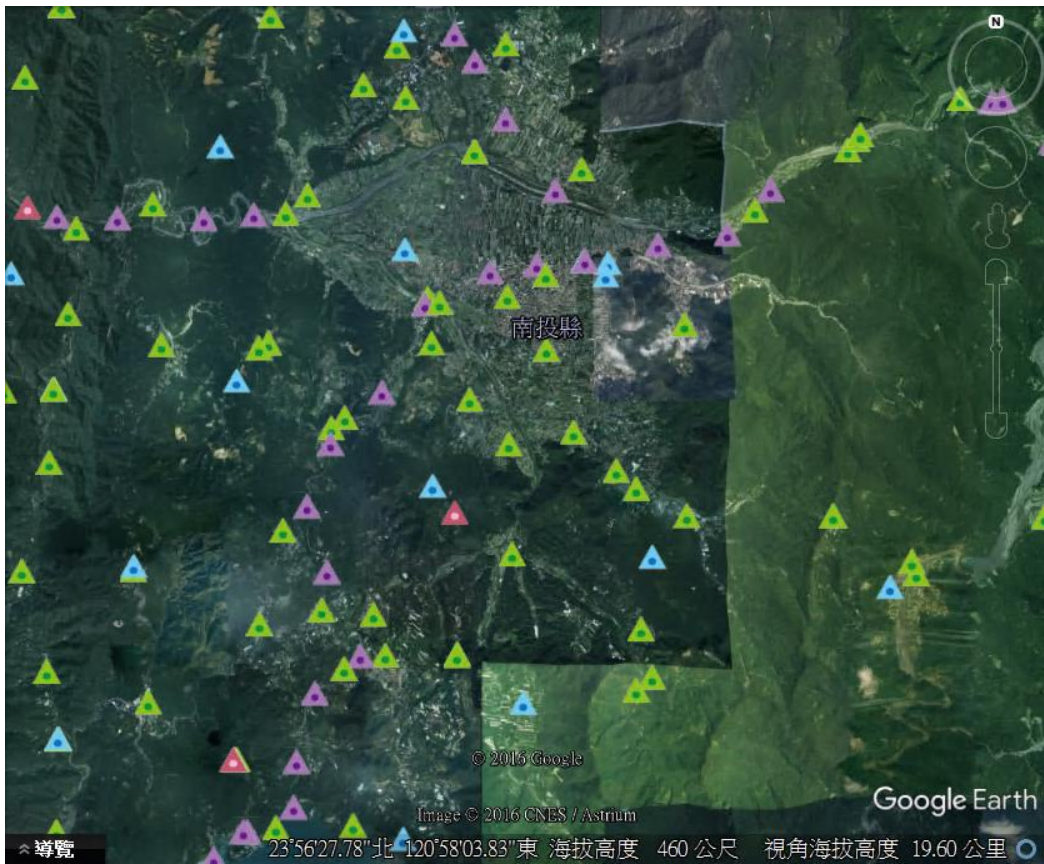 N
南投縣
© 2016 Google
Image © 2016 CNES / Astrium
Google Earth
導覽
23°56'27.78"北 120°58'03.83"東 海拔高度 460 公尺 視角海拔高度 19.60 公里